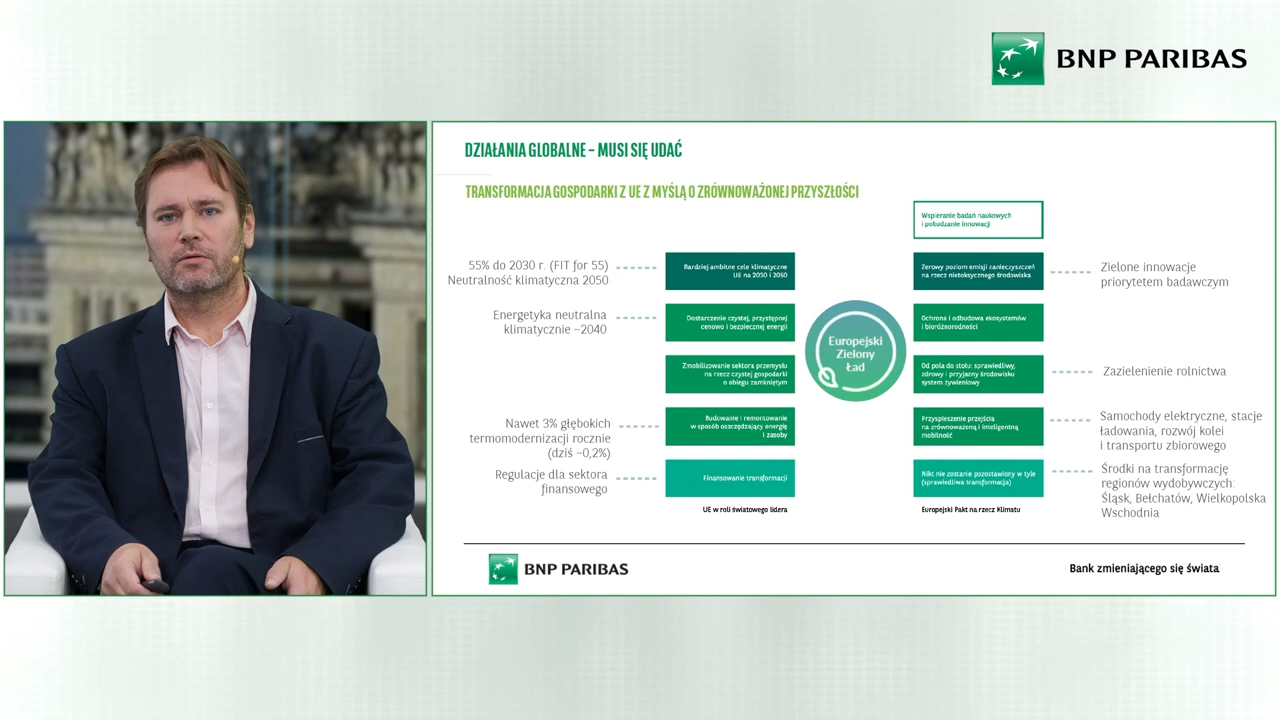 BNP PARIBAS
DZIAŁANIA GLOBALNE – MUSI SIĘ UDAĆ
TRANSFORMACJA GOSPODARKI Z UE Z MYŚLĄ O ZRÓWNOWAŻONEJ PRZYSZŁOŚCI
55% do 2030 r. (FIT for 55)
Neutralność klimatyczna 2050
Energetyka neutralna
klimatycznie ~2040
Nawet 3% głębokich
termomodernizacji rocznie
(dziś ~0,2%)
Regulacje dla sektora
finansowego
Bardziej ambitne cele klimatyczne
UE na 2030 i 2050
Dostarczenie czystej, przystępnej
cenowo i bezpiecznej energii
Zmobilizowanie sektora przemysłu
na rzecz czystej gospodarki
o obiegu zamkniętym
Budowanie i remontowanie
w sposób oszczędzający energię
i zasoby
Finansowanie transformacji
UE w roli światowego lidera
Europejski
Zielony
Ład
Wspieranie badań naukowych
i pobudzanie innowacji
Zerowy poziom emisji zanieczyszczeń
na rzecz nietoksycznego środowiska
Ochrona i odbudowa ekosystemów
i bioróżnorodności
Od pola do stołu: sprawiedliwy,
zdrowy i przyjazny środowisku
system żywieniowy
Przyspieszenie przejścia
na zrównoważoną i inteligentną
mobilność
Nikt nie zostanie pozostawiony w tyle
(sprawiedliwa transformacja)
Europejski Pakt na rzecz Klimatu
Zielone innowacje
priorytetem badawczym
Zazielenienie rolnictwa
Samochody elektryczne, stacje
ładowania, rozwój kolei
i transportu zbiorowego
Środki na transformację
regionów wydobywczych:
Śląsk, Bełchatów, Wielkopolska
Wschodnia
BNP PARIBAS
Bank zmieniającego się świata